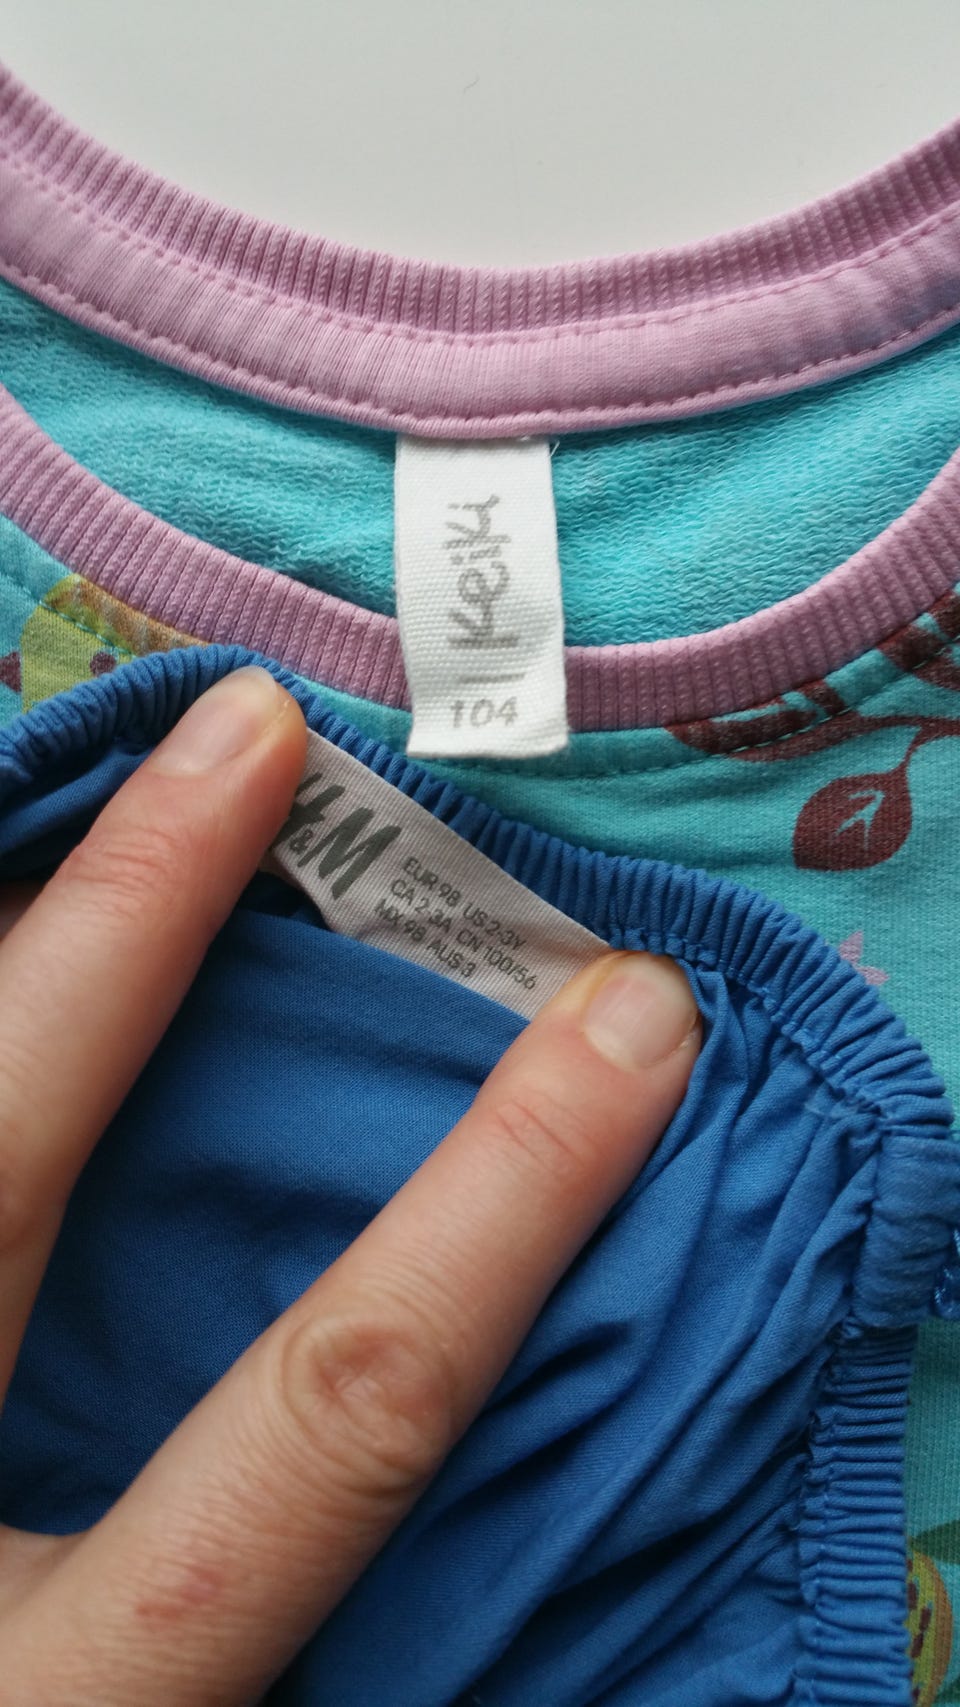 Keiki
104
H&M
EUR 98 US 2-3Y
CA 2-3A CN 100/56
MX 98 AUS 3